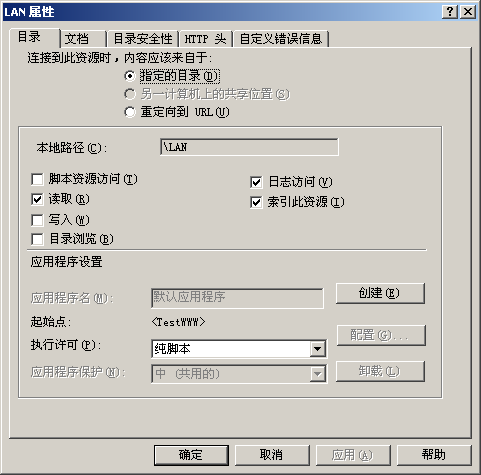 LAN 属性
目录 文档 目录安全性 HTTP 头 自定义错误信息
连接到此资源时，内容应该来自于:
指定的目录(D)
另一计算机上的共享位置(S)
重定向到 URL(U)
本地路径(C): \LAN
脚本资源访问(T) 日志访问(V)
读取(R) 索引此资源(I)
写入(W)
目录浏览(B)
应用程序设置
应用程序名(M): 默认应用程序 创建(E)
起始点: <TestWWW>
配置(G)...
执行许可(P): 纯脚本
应用程序保护(N): 中 (共用的) 卸载(L)
确定 取消 应用(A) 帮助